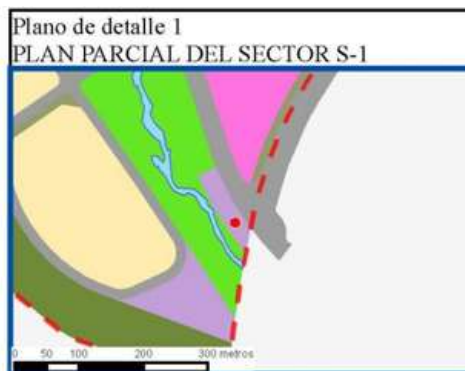 Plano de detalle 1
PLAN PARCIAL DEL SECTOR S-1
0 50 100 200 300 metros